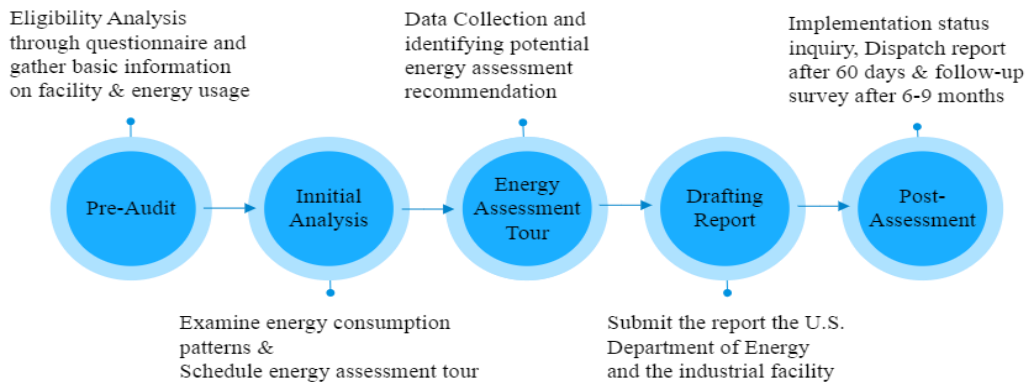 Eligibility Analysis
through questionnaire and
gather basic information
on facility & energy usage
Data Collection and
identifying potential
energy assessment
recommendation
Implementation status
inquiry, Dispatch report
after 60 days & follow-up
survey after 6-9 months
Pre-Audit
Innitial
Analysis
Energy
Assessment
Tour
Drafting
Report
Post-
Assessment
Examine energy consumption
patterns &
Schedule energy assessment tour
Submit the report the U.S.
Department of Energy
and the industrial facility